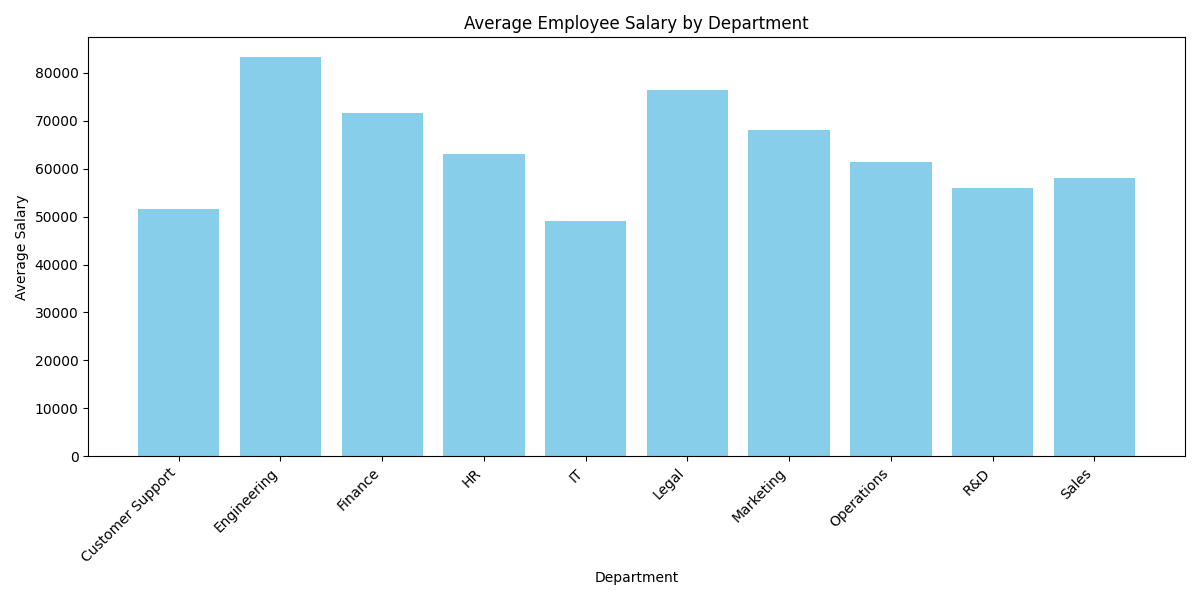 Average Employee Salary by Department
Average Salary
80000
70000
60000
50000
40000
30000
20000
10000
0
Customer Support
Engineering
Finance
HR
IT
Legal
Marketing
Operations
R&D
Sales
Department